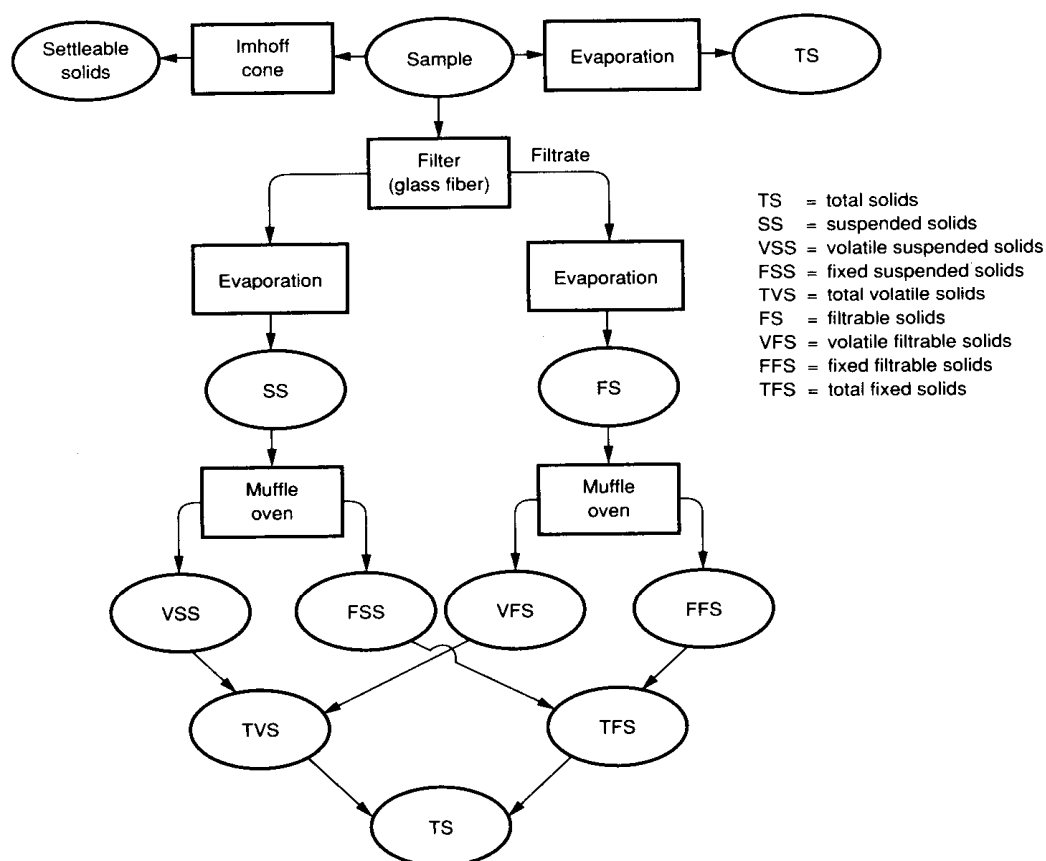 Settleable
solids
Imhoff
cone
Sample
Evaporation
TS
Filter
(glass fiber)
Filtrate
TS = total solids
SS = suspended solids
VSS = volatile suspended solids
FSS = fixed suspended solids
TVS = total volatile solids
FS = filtrable solids
VFS = volatile filtrable solids
FFS = fixed filtrable solids
TFS = total fixed solids
Evaporation
Evaporation
SS
FS
Muffle
oven
Muffle
oven
VSS
FSS
VFS
FFS
TVS
TFS
TS